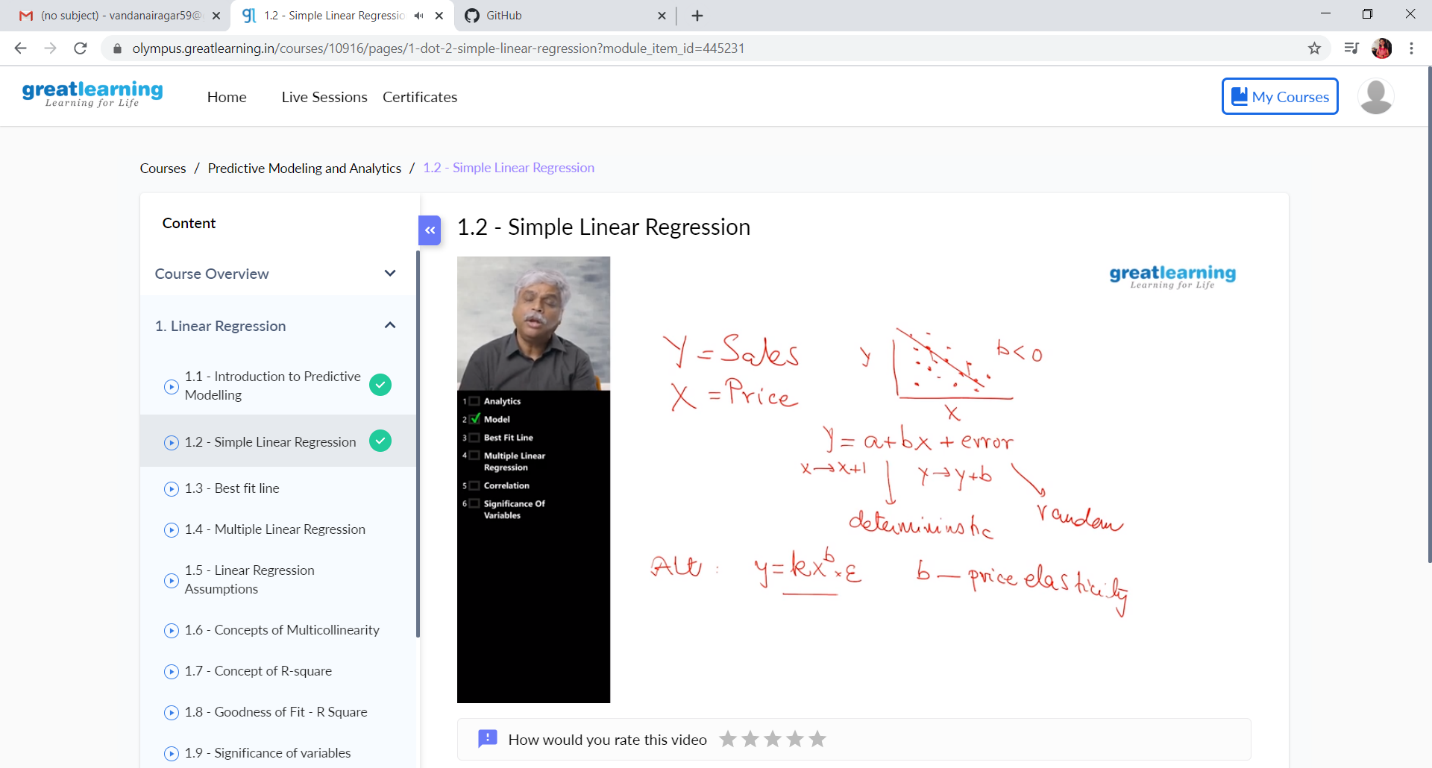 (no subject) - vandanairagar59@
1.2 - Simple Linear Regressio
GitHub
olympus.greatlearning.in/courses/10916/pages/1-dot-2-simple-linear-regression?module_item_id=445231
greatlearning
Learning for Life
Home Live Sessions Certificates
My Courses
Courses / Predictive Modeling and Analytics / 1.2 - Simple Linear Regression
Content
Course Overview
1. Linear Regression
1.1 - Introduction to Predictive
Modelling
1.2 - Simple Linear Regression
1.3 - Best fit line
1.4 - Multiple Linear Regression
1.5 - Linear Regression
Assumptions
1.6 - Concepts of Multicollinearity
1.7 - Concept of R-square
1.8 - Goodness of Fit - R Square
1.9 - Significance of variables
1.2 - Simple Linear Regression
1 Analytics
2 Model
3 Best Fit Line
4 Multiple Linear
Regression
5 Correlation
6 Significance Of
Variables
greatlearning
Learning for Life
Y = Sales
X = Price
y
b < 0
X
y = a + bx + error
x → x+1
y → y+b
determininstic
random
Alt : y = kx^b × ε
b — price elasticity
How would you rate this video